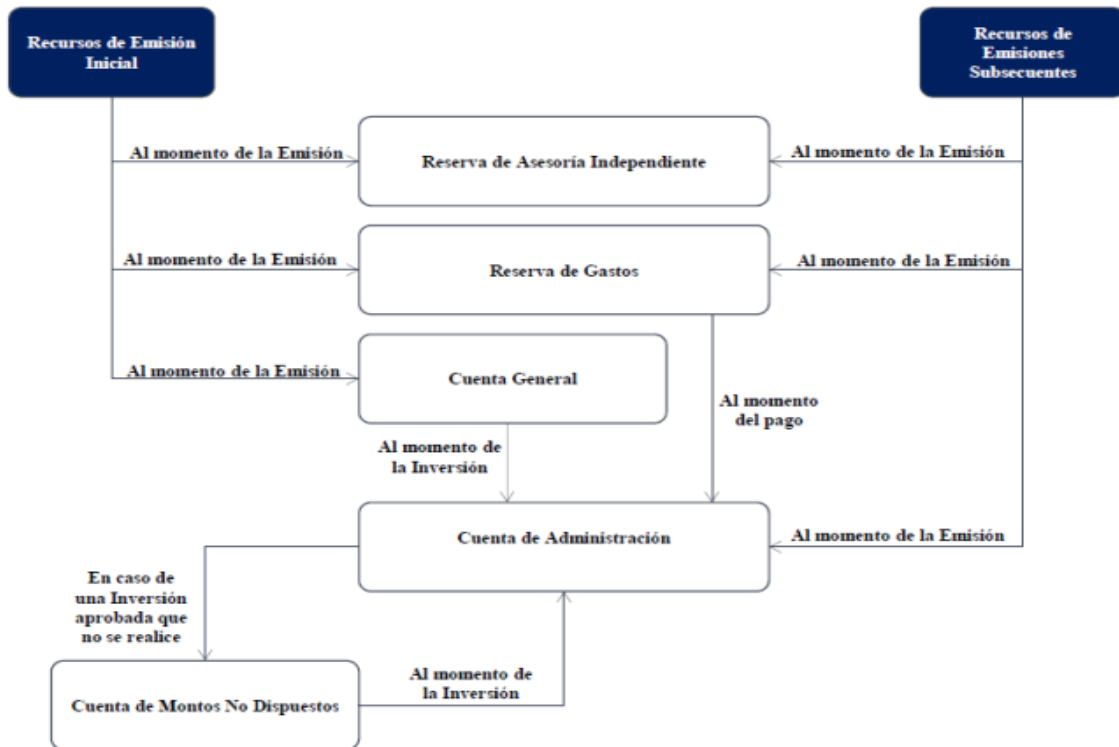 Recursos de Emisión
Inicial
Recursos de
Emisiones
Subsecuentes
Al momento de la Emisión
Reserva de Asesoría Independiente
Al momento de la Emisión
Al momento de la Emisión
Reserva de Gastos
Al momento de la Emisión
Al momento de la Emisión
Cuenta General
Al momento
del pago
Al momento de
la Inversión
Cuenta de Administración
Al momento de la Emisión
En caso de
una Inversión
aprobada que
no se realice
Al momento de
la Inversión
Cuenta de Montos No Dispuestos